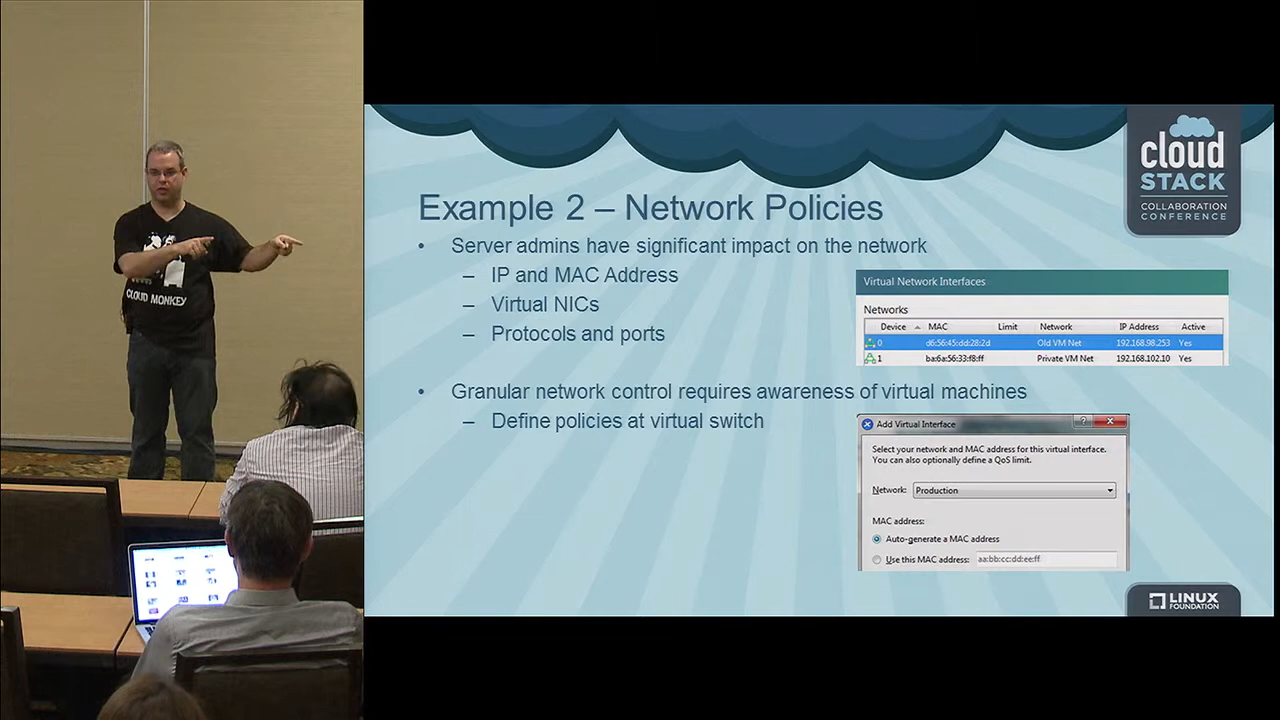 CLOUD MONKEY
cloud
STACK
COLLABORATION
CONFERENCE
Example 2 – Network Policies
• Server admins have significant impact on the network
– IP and MAC Address
– Virtual NICs
– Protocols and ports
Virtual Network Interfaces
Networks
Device MAC Limit Network IP Address Active
0 d6:56:45:dd:28:2d Old VM Net 192.168.98.253 Yes
1 ba:6a:56:33:f8:ff Private VM Net 192.168.102.10 Yes
• Granular network control requires awareness of virtual machines
– Define policies at virtual switch
Add Virtual Interface
Select your network and MAC address for this virtual interface.
You can also optionally define a QoS limit.
Network: Production
MAC address:
Auto-generate a MAC address
Use this MAC address: aa:bb:cc:dd:ee:ff
LINUX
FOUNDATION